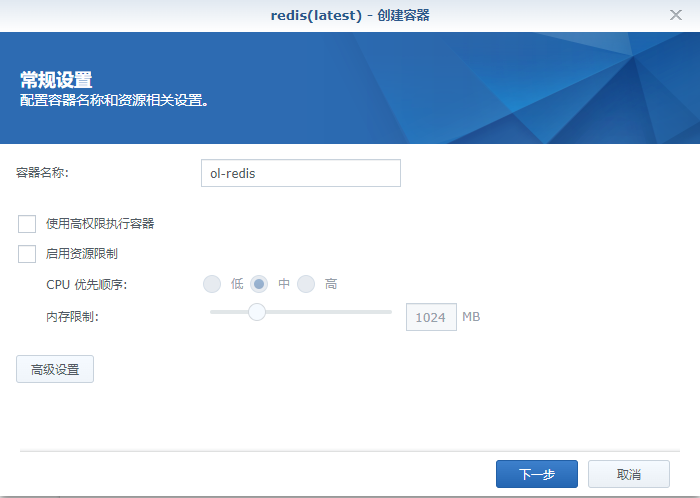 redis(latest) - 创建容器
常规设置
配置容器名称和资源相关设置。
容器名称: ol-redis
使用高权限执行容器
启用资源限制
CPU 优先顺序: 低 中 高
内存限制: 1024 MB
高级设置
下一步 取消